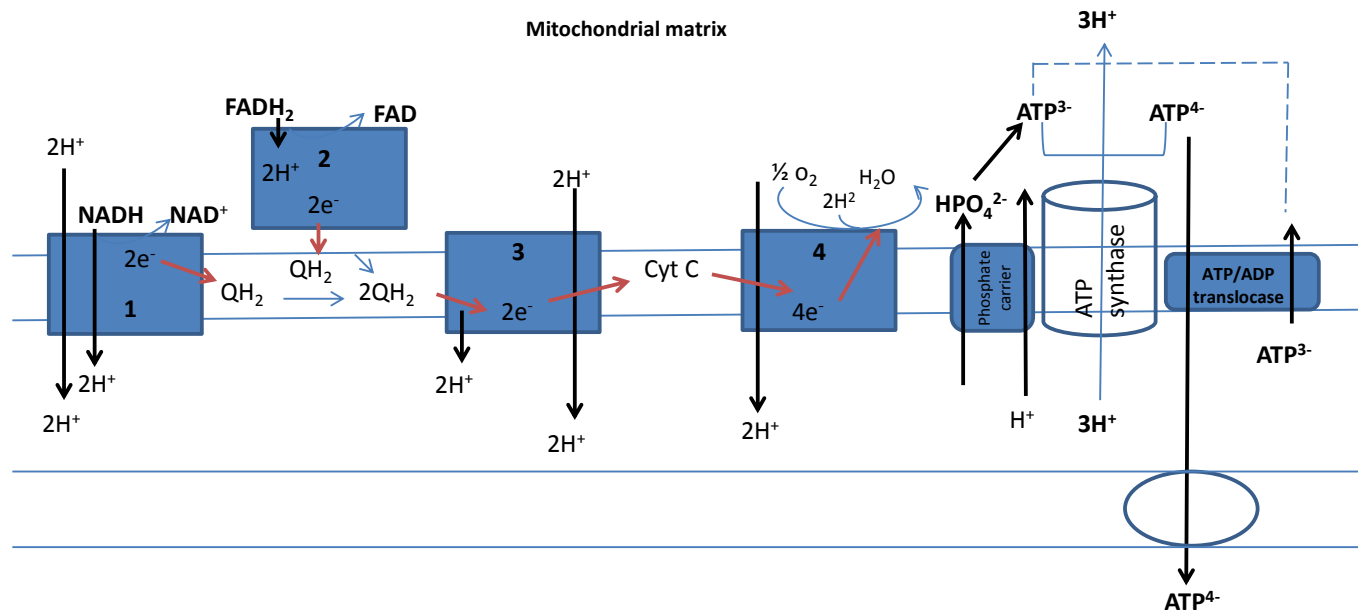 Mitochondrial matrix
3H⁺
FADH₂
FAD
ATP³⁻
ATP⁴⁻
2H⁺
2
2H⁺
2e⁻
2H⁺
½ o₂
H₂O
2H²
HPO₄²⁻
NADH
NAD⁺
2e⁻
1
QH₂
QH₂
2QH₂
3
2e⁻
Cyt C
4
4e⁻
Phosphate
carrier
ATP
synthase
ATP/ADP
translocase
ATP³⁻
2H⁺
2H⁺
2H⁺
2H⁺
2H⁺
H⁺
3H⁺
ATP⁴⁻